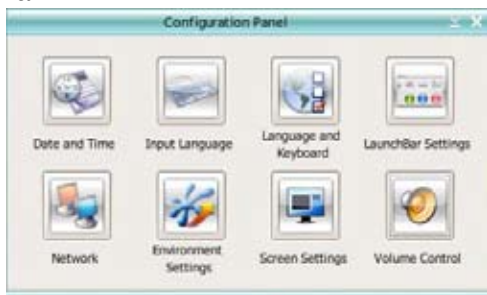 Configuration Panel
Date and Time
Input Language
Language and
Keyboard
LaunchBar Settings
Network
Environment
Settings
Screen Settings
Volume Control